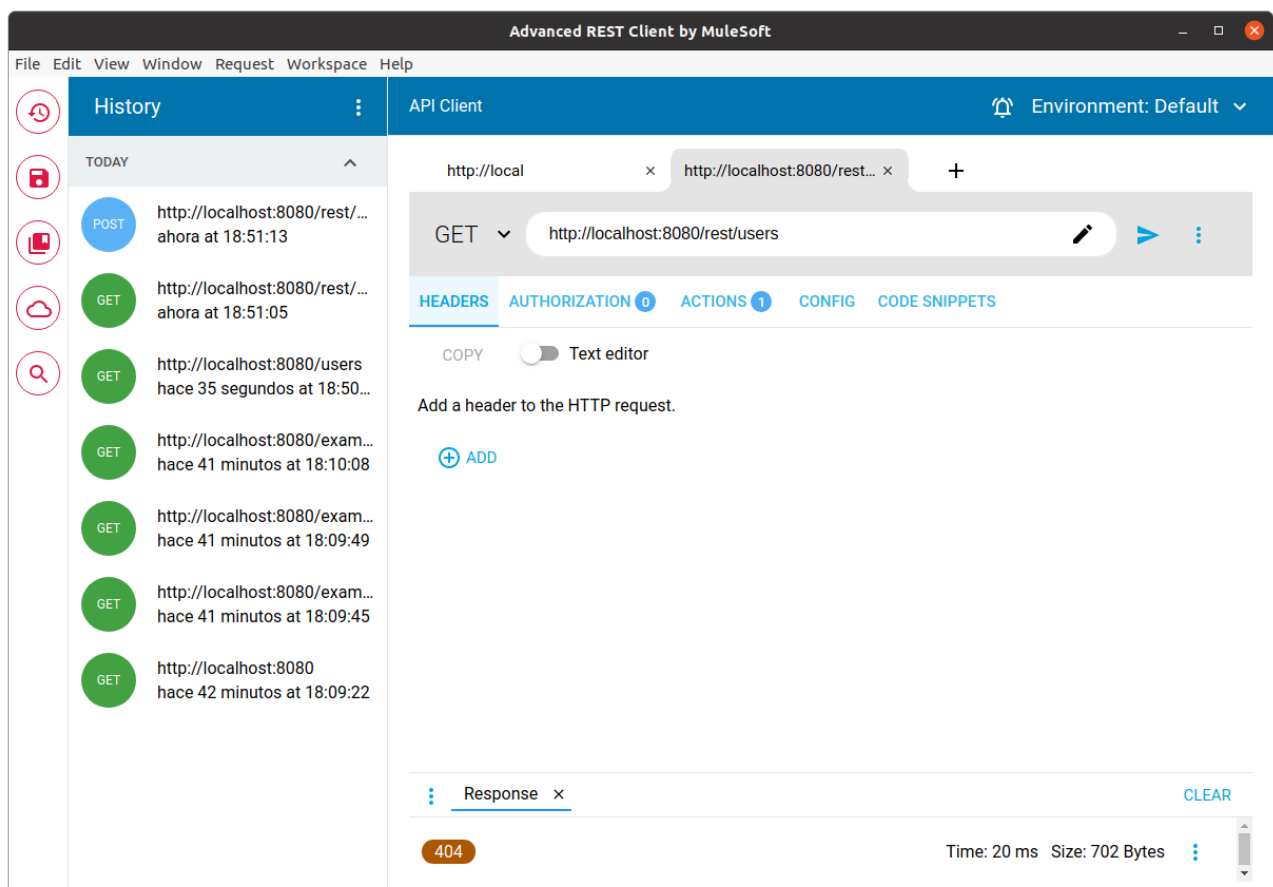 Advanced REST Client by MuleSoft
File Edit View Window Request Workspace Help
History
API Client
Environment: Default
TODAY
POST
http://localhost:8080/rest/...
ahora at 18:51:13
GET
http://localhost:8080/rest/...
ahora at 18:51:05
GET
http://localhost:8080/users
hace 35 segundos at 18:50...
GET
http://localhost:8080/exam...
hace 41 minutos at 18:10:08
GET
http://localhost:8080/exam...
hace 41 minutos at 18:09:49
GET
http://localhost:8080/exam...
hace 41 minutos at 18:09:45
GET
http://localhost:8080
hace 42 minutos at 18:09:22
http://local
http://localhost:8080/rest...
GET
http://localhost:8080/rest/users
HEADERS AUTHORIZATION 0 ACTIONS 1 CONFIG CODE SNIPPETS
COPY Text editor
Add a header to the HTTP request.
ADD
Response
CLEAR
404
Time: 20 ms Size: 702 Bytes